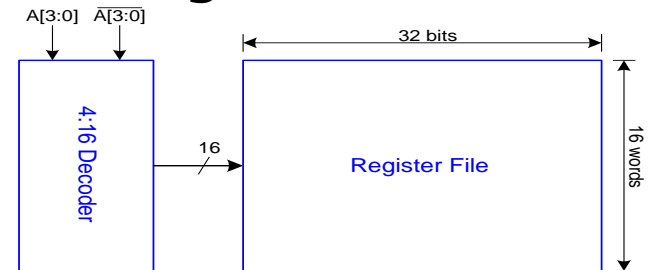 A[3:0] A[3:0]
32 bits
4:16 Decoder
16
Register File
16 words